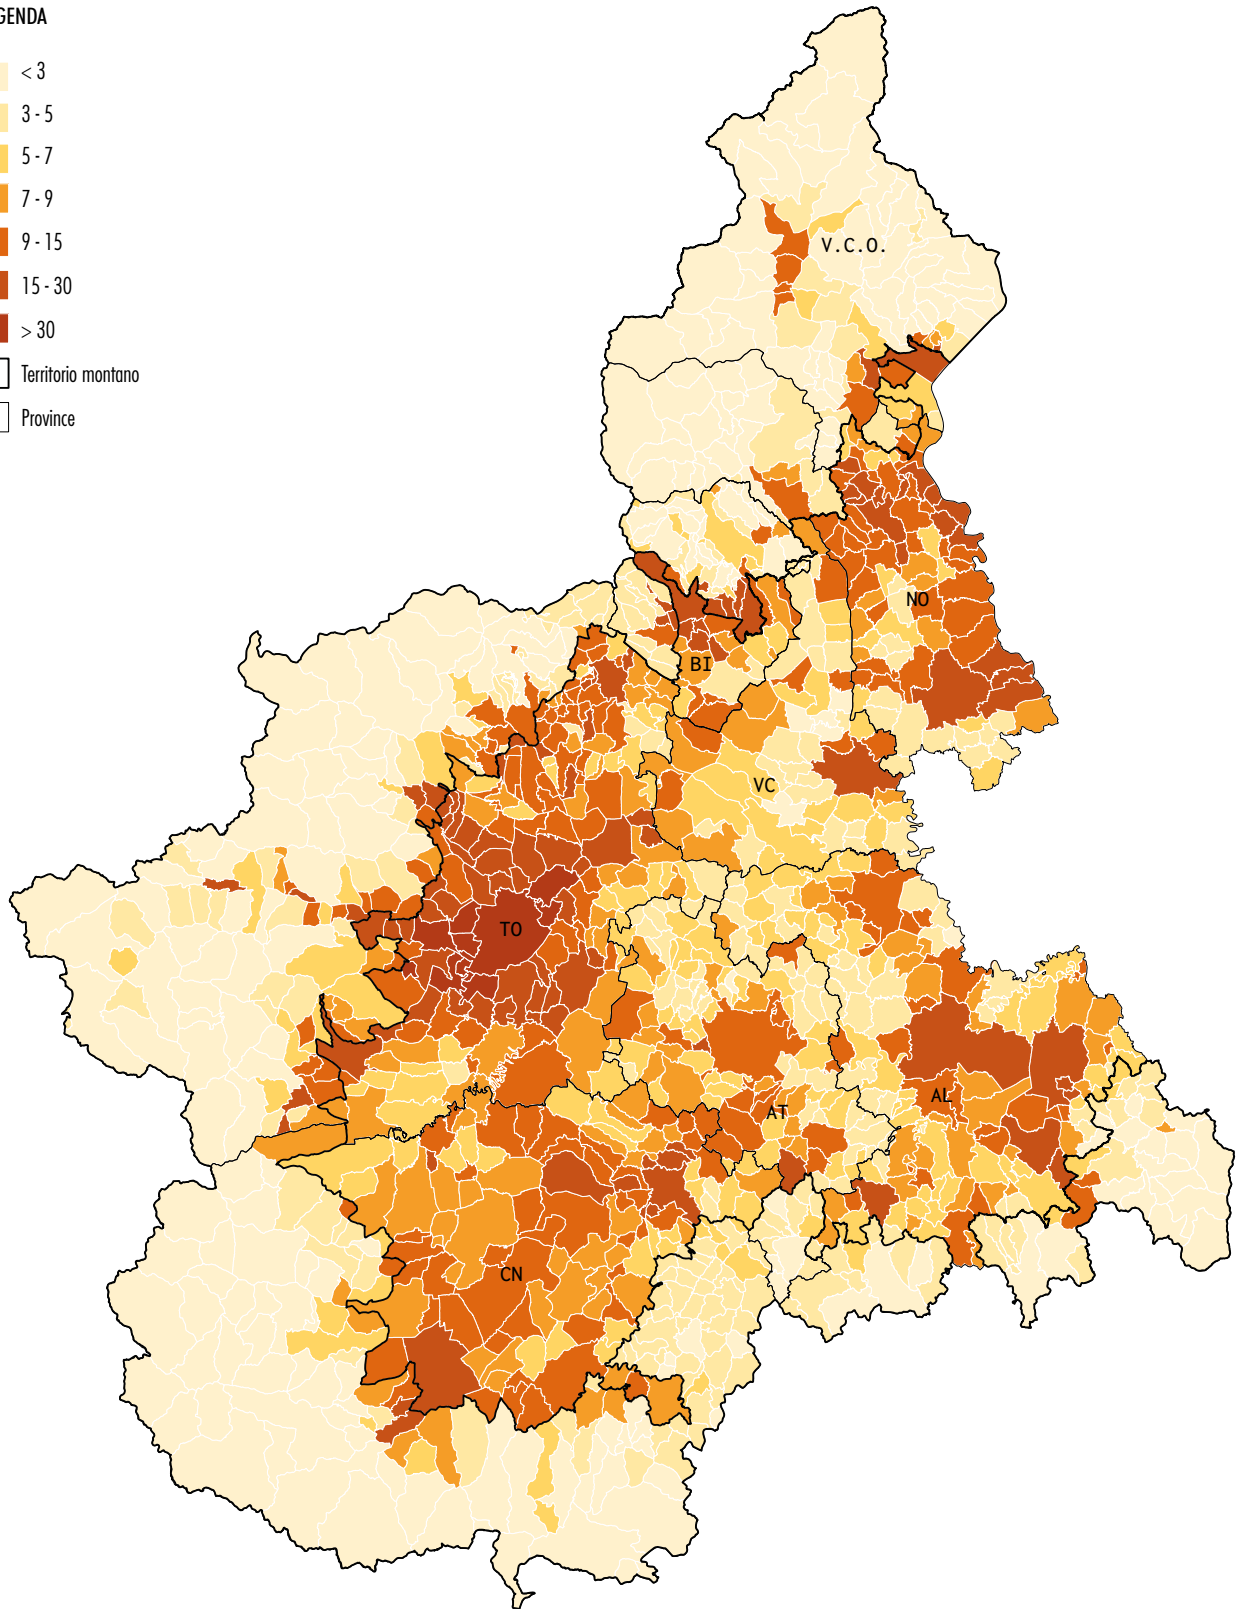 GENDA
< 3
3 - 5
5 - 7
7 - 9
9 - 15
15 - 30
> 30
Territorio montano
Province
V.C.O.
NO
BI
VC
TO
AL
AT
CN